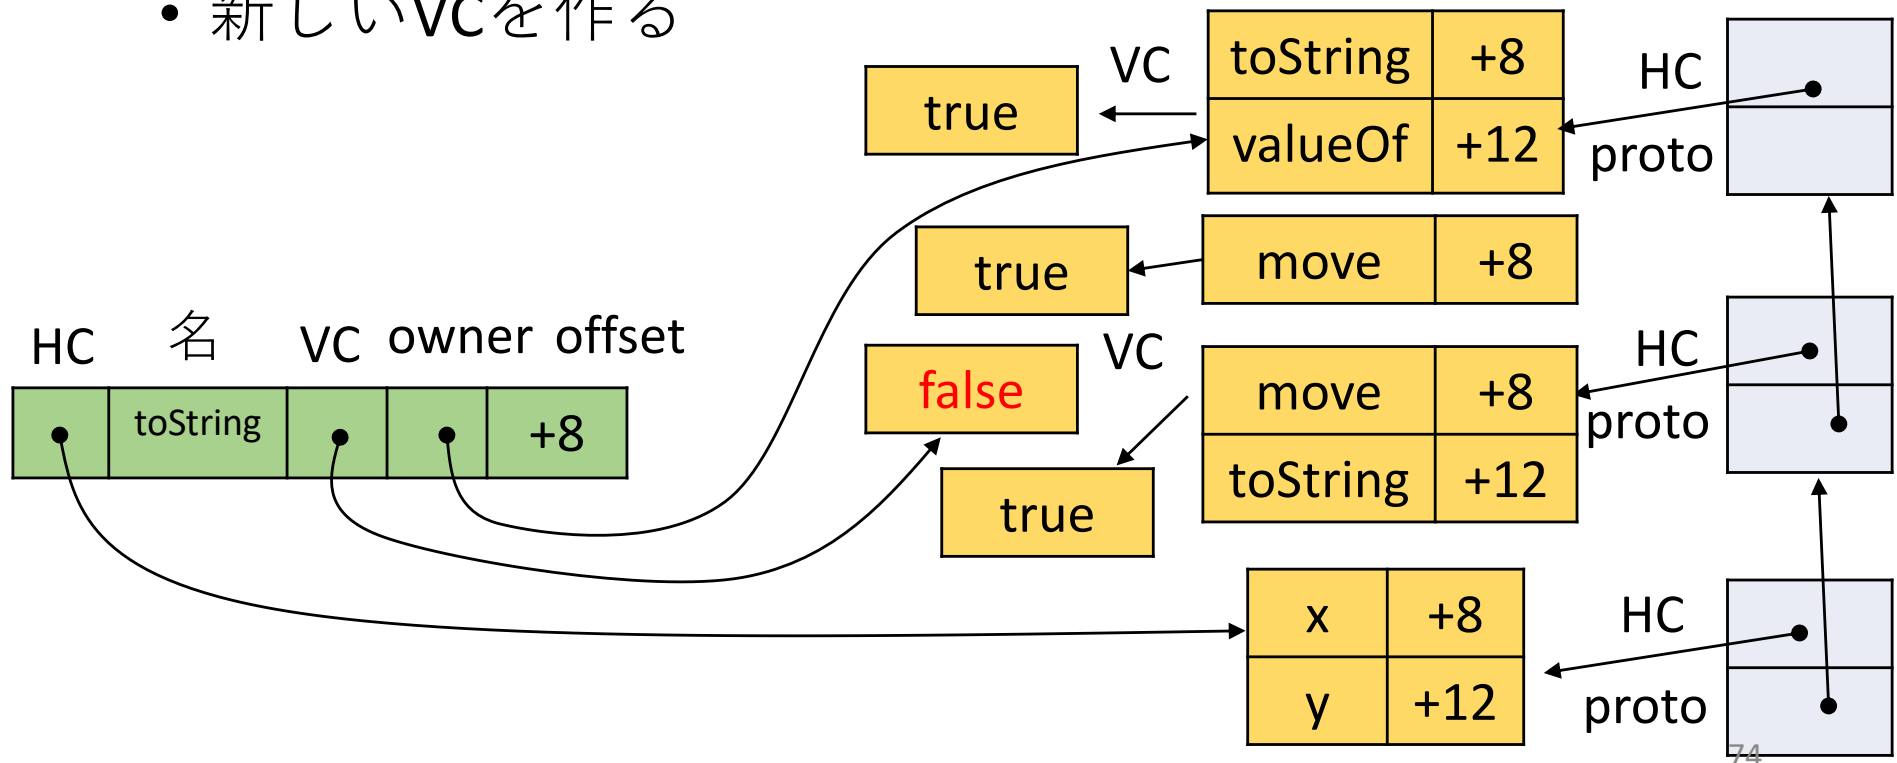 • 新しいVCを作る
toString +8
valueOf +12
VC
true
HC
proto
true
move +8
HC 名 VC owner offset
toString +8
false
VC
move +8
toString +12
HC
proto
true
x +8
y +12
HC
proto
74